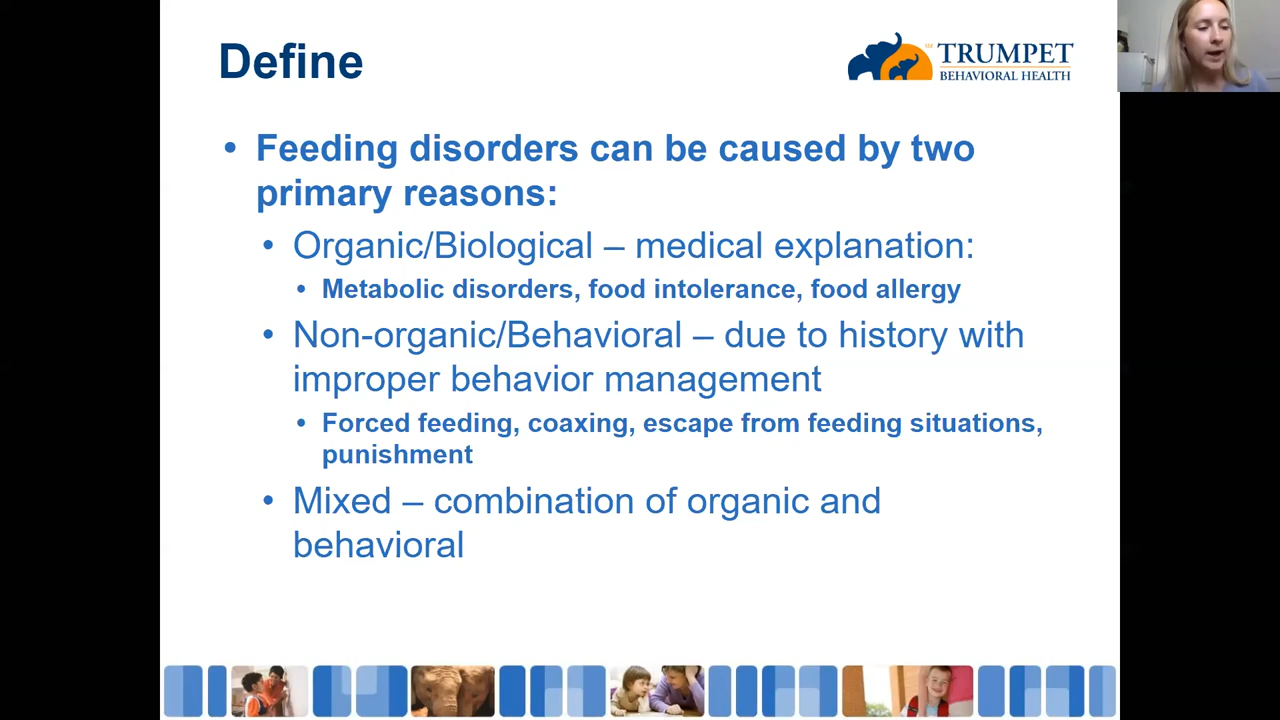 Define
SM
TRUMPET
BEHAVIORAL HEALTH
• Feeding disorders can be caused by two
primary reasons:
• Organic/Biological – medical explanation:
• Metabolic disorders, food intolerance, food allergy
• Non-organic/Behavioral – due to history with
improper behavior management
• Forced feeding, coaxing, escape from feeding situations,
punishment
• Mixed – combination of organic and
behavioral